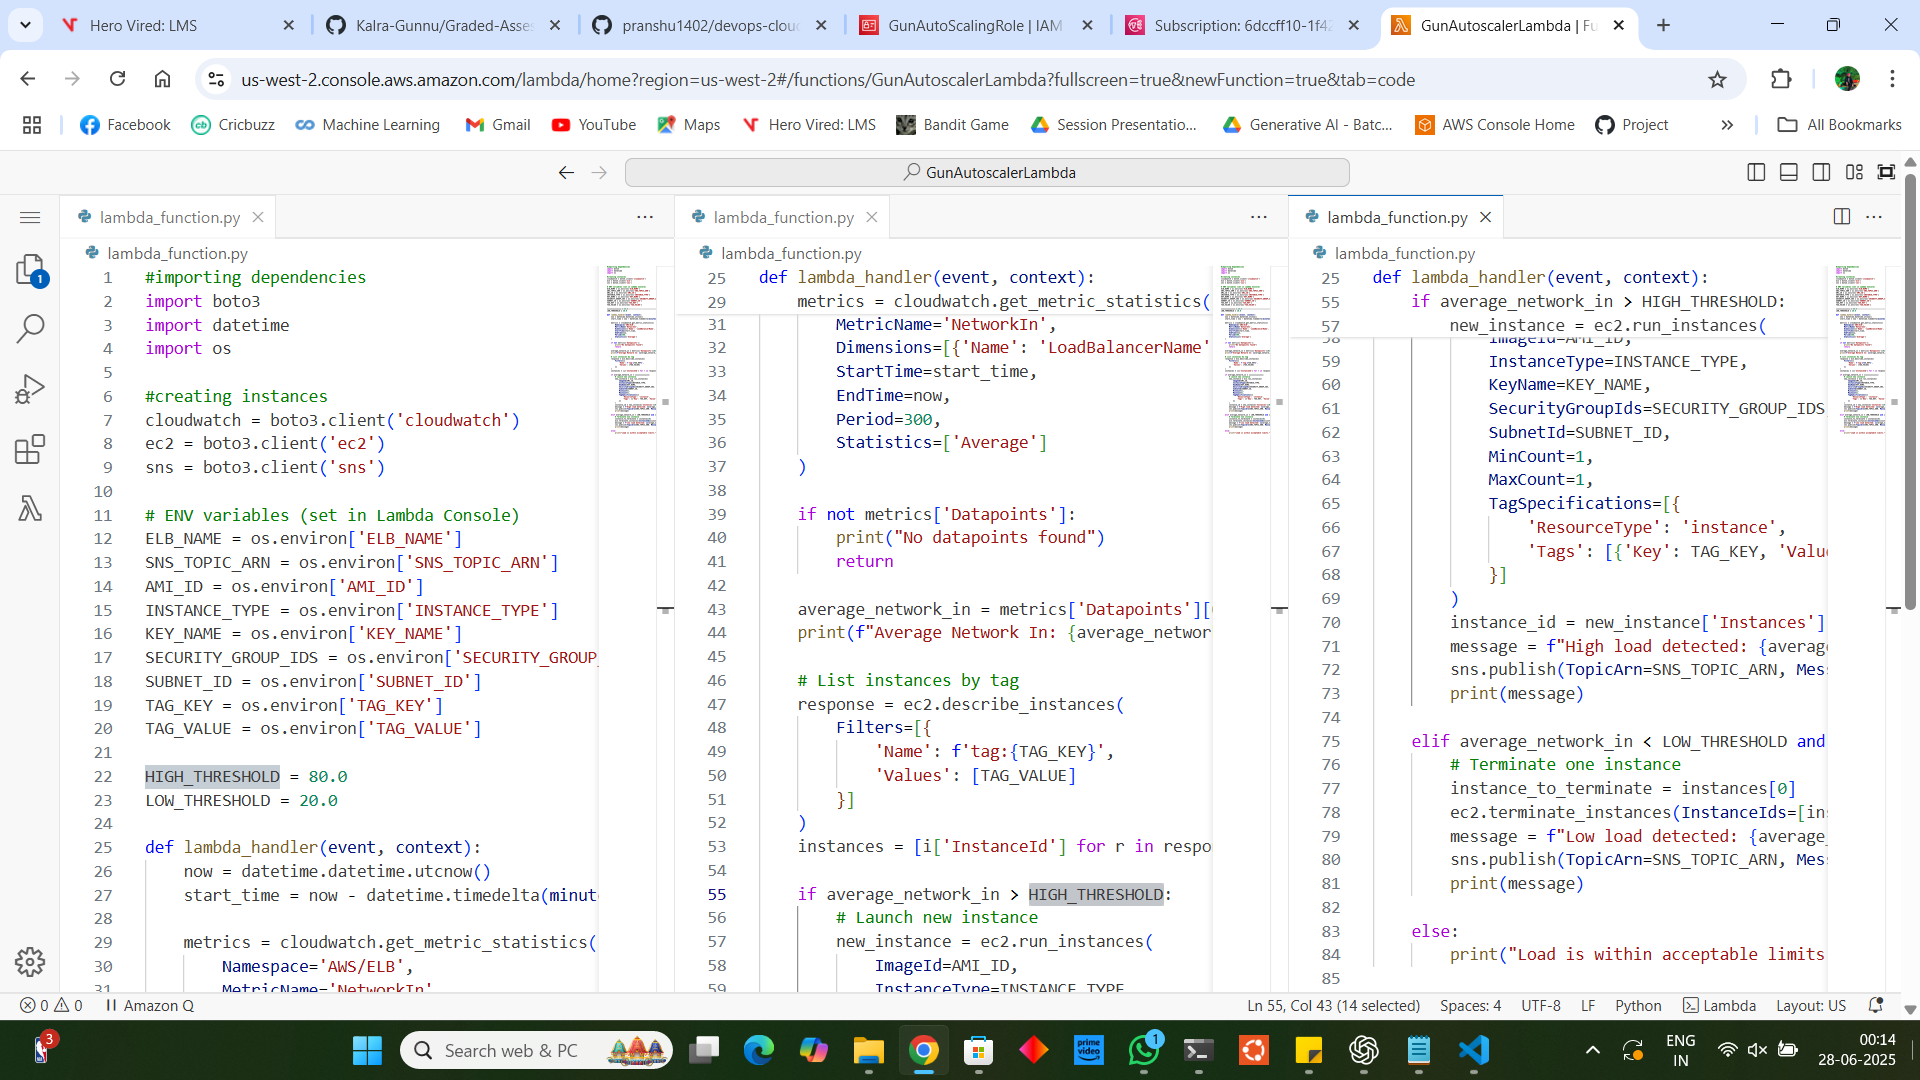 Hero Vired: LMS
Kalra-Gunnu/Graded-Asses
pranshu1402/devops-clou
GunAutoScalingRole | IAM
Subscription: 6dccff10-1f42
GunAutoscalerLambda | Fu
us-west-2.console.aws.amazon.com/lambda/home?region=us-west-2#/functions/GunAutoscalerLambda?fullscreen=true&newFunction=true&tab=code
Facebook
Cricbuzz
Machine Learning
Gmail
YouTube
Maps
Hero Vired: LMS
Bandit Game
Session Presentatio...
Generative AI - Batc...
AWS Console Home
Project
All Bookmarks
GunAutoscalerLambda
1
lambda_function.py
lambda_function.py
1 #importing dependencies
2 import boto3
3 import datetime
4 import os
5
6 #creating instances
7 cloudwatch = boto3.client('cloudwatch')
8 ec2 = boto3.client('ec2')
9 sns = boto3.client('sns')
10
11 # ENV variables (set in Lambda Console)
12 ELB_NAME = os.environ['ELB_NAME']
13 SNS_TOPIC_ARN = os.environ['SNS_TOPIC_ARN']
14 AMI_ID = os.environ['AMI_ID']
15 INSTANCE_TYPE = os.environ['INSTANCE_TYPE']
16 KEY_NAME = os.environ['KEY_NAME']
17 SECURITY_GROUP_IDS = os.environ['SECURITY_GROUP_
18 SUBNET_ID = os.environ['SUBNET_ID']
19 TAG_KEY = os.environ['TAG_KEY']
20 TAG_VALUE = os.environ['TAG_VALUE']
21
22 HIGH_THRESHOLD = 80.0
23 LOW_THRESHOLD = 20.0
24
25 def lambda_handler(event, context):
26 now = datetime.datetime.utcnow()
27 start_time = now - datetime.timedelta(minut
28
29 metrics = cloudwatch.get_metric_statistics(
30 Namespace='AWS/ELB',
31 MetricName='NetworkIn'
lambda_function.py
lambda_function.py
25 def lambda_handler(event, context):
29 metrics = cloudwatch.get_metric_statistics(
31 MetricName='NetworkIn',
32 Dimensions=[{'Name': 'LoadBalancerName'
33 StartTime=start_time,
34 EndTime=now,
35 Period=300,
36 Statistics=['Average']
37 )
38
39 if not metrics['Datapoints']:
40 print("No datapoints found")
41 return
42
43 average_network_in = metrics['Datapoints'][
44 print(f"Average Network In: {average_networ
45
46 # List instances by tag
47 response = ec2.describe_instances(
48 Filters=[{
49 'Name': f'tag:{TAG_KEY}',
50 'Values': [TAG_VALUE]
51 }]
52 )
53 instances = [i['InstanceId'] for r in respo
54
55 if average_network_in > HIGH_THRESHOLD:
56 # Launch new instance
57 new_instance = ec2.run_instances(
58 ImageId=AMI_ID,
59 InstanceType=INSTANCE_TYPE
lambda_function.py
lambda_function.py
25 def lambda_handler(event, context):
55 if average_network_in > HIGH_THRESHOLD:
57 new_instance = ec2.run_instances(
58 ImageId=AMI_ID,
59 InstanceType=INSTANCE_TYPE,
60 KeyName=KEY_NAME,
61 SecurityGroupIds=SECURITY_GROUP_IDS
62 SubnetId=SUBNET_ID,
63 MinCount=1,
64 MaxCount=1,
65 TagSpecifications=[{
66 'ResourceType': 'instance',
67 'Tags': [{'Key': TAG_KEY, 'Valu
68 }]
69 )
70 instance_id = new_instance['Instances']
71 message = f"High load detected: {averag
72 sns.publish(TopicArn=SNS_TOPIC_ARN, Mes
73 print(message)
74
75 elif average_network_in < LOW_THRESHOLD and
76 # Terminate one instance
77 instance_to_terminate = instances[0]
78 ec2.terminate_instances(InstanceIds=[in
79 message = f"Low load detected: {average_
80 sns.publish(TopicArn=SNS_TOPIC_ARN, Mes
81 print(message)
82
83 else:
84 print("Load is within acceptable limits
85
0 0
Amazon Q
Ln 55, Col 43 (14 selected)
Spaces: 4
UTF-8
LF
Python
Lambda
Layout: US
3
Search web & PC
prime video
1
ENG
IN
00:14
28-06-2025